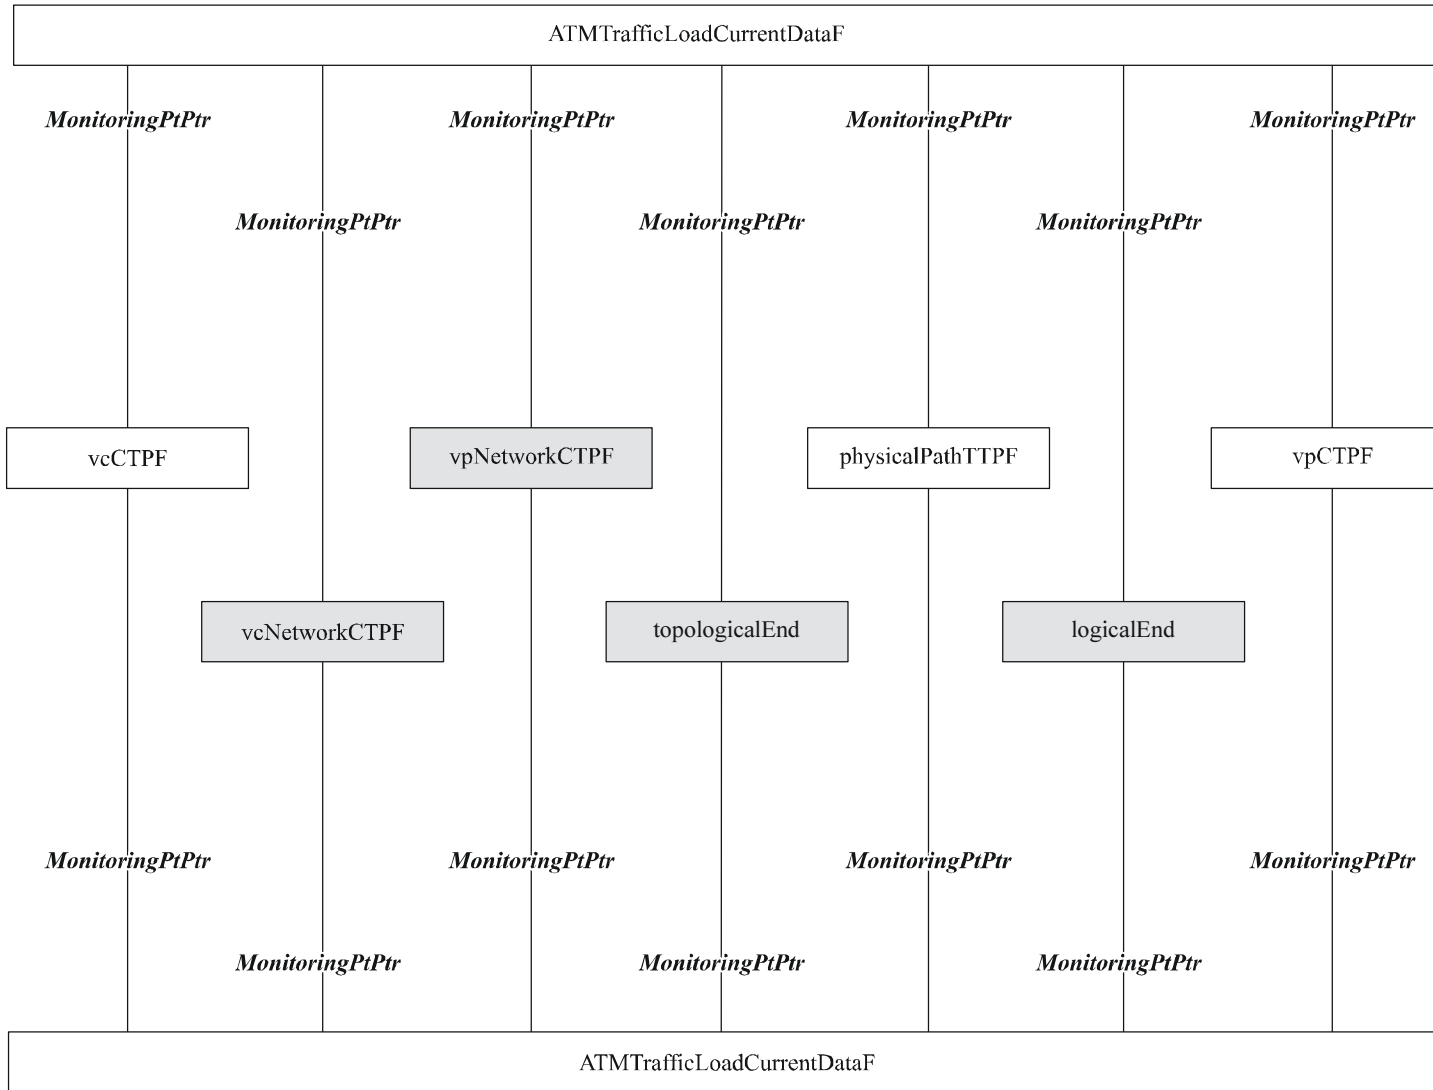 ATMTrafficLoadCurrentDataF
MonitoringPtPtr MonitoringPtPtr MonitoringPtPtr MonitoringPtPtr
MonitoringPtPtr MonitoringPtPtr MonitoringPtPtr
vcCTPF vpNetworkCTPF physicalPathTTPF vpCTPF
vcNetworkCTPF topologicalEnd logicalEnd
MonitoringPtPtr MonitoringPtPtr MonitoringPtPtr MonitoringPtPtr
MonitoringPtPtr MonitoringPtPtr MonitoringPtPtr
ATMTrafficLoadCurrentDataF